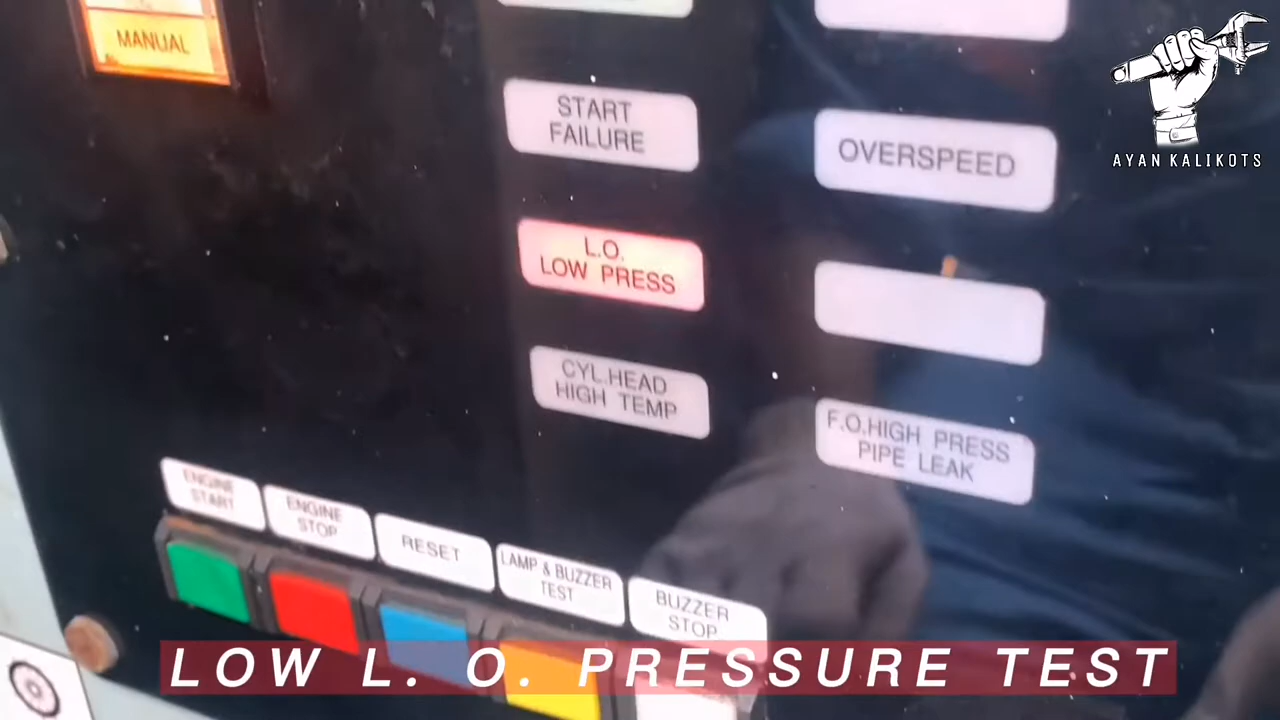 MANUAL
START
FAILURE
OVERSPEED
L.O.
LOW PRESS
CYL.HEAD
HIGH TEMP
F.O.HIGH PRESS
PIPE LEAK
ENGINE
START
ENGINE
STOP
RESET
LAMP & BUZZER
TEST
BUZZER
STOP
AYAN KALIKOTS
LOW L. O. PRESSURE TEST